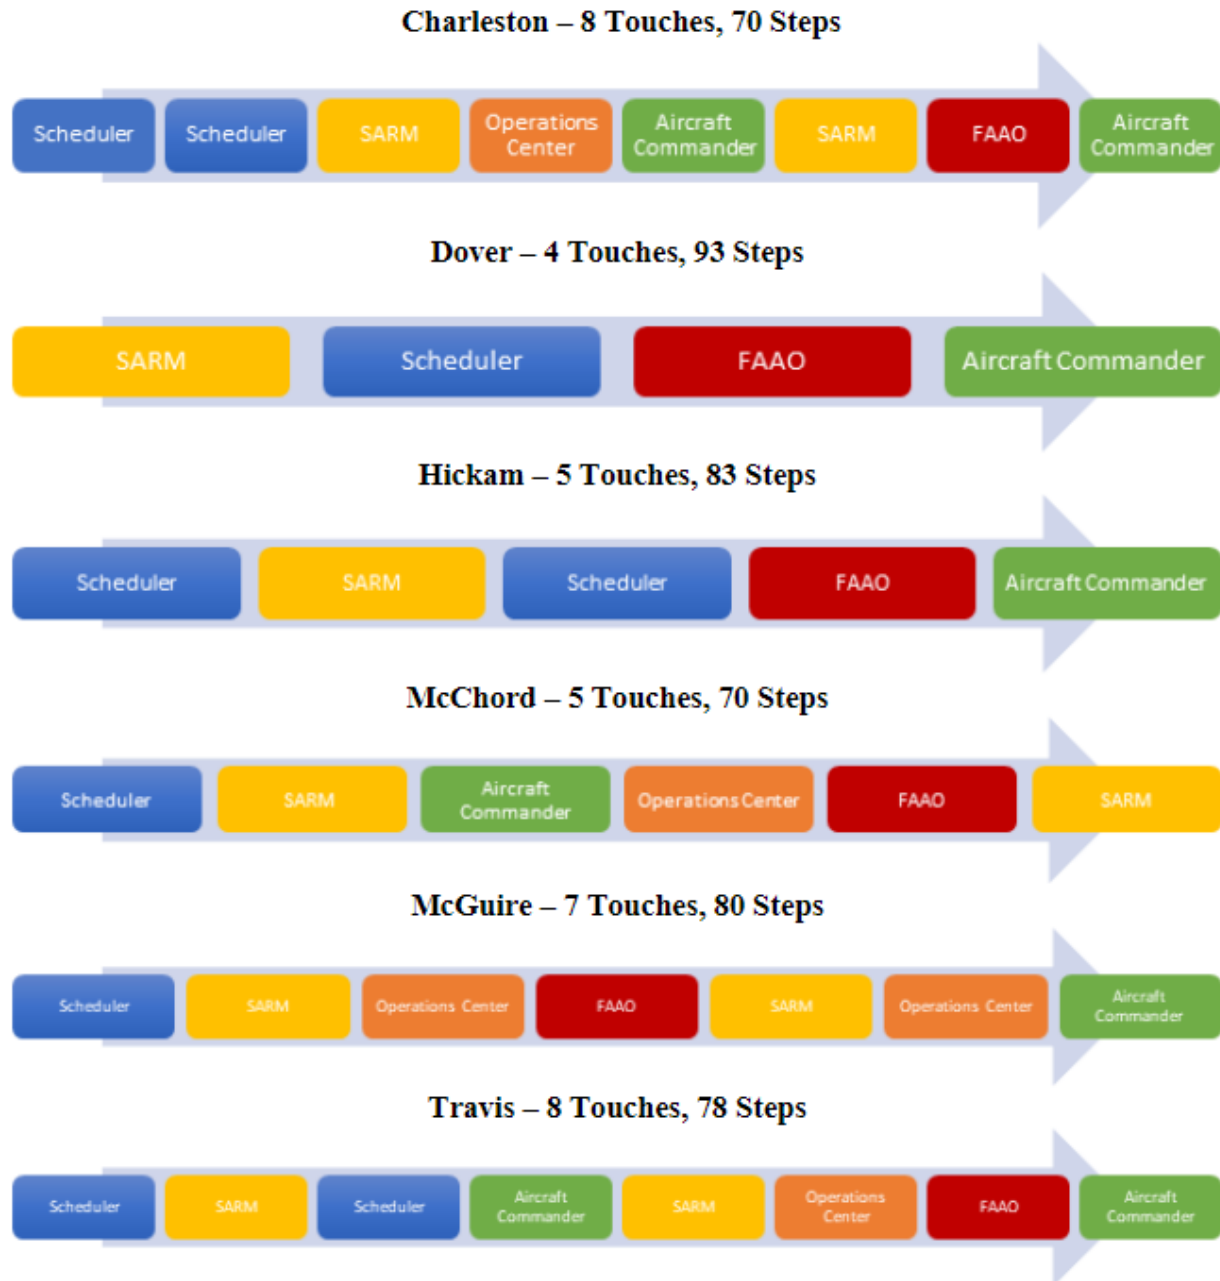 Charleston – 8 Touches, 70 Steps
Scheduler
Scheduler
SARM
Operations
Center
Aircraft
Commander
SARM
FAAO
Aircraft
Commander
Dover – 4 Touches, 93 Steps
SARM
Scheduler
FAAO
Aircraft Commander
Hickam – 5 Touches, 83 Steps
Scheduler
SARM
Scheduler
FAAO
Aircraft Commander
McChord – 5 Touches, 70 Steps
Scheduler
SARM
Aircraft
Commander
Operations Center
FAAO
SARM
McGuire – 7 Touches, 80 Steps
Scheduler
SARM
Operations Center
FAAO
SARM
Operations Center
Aircraft
Commander
Travis – 8 Touches, 78 Steps
Scheduler
SARM
Scheduler
Aircraft
Commander
SARM
Operations
Center
FAAO
Aircraft
Commander